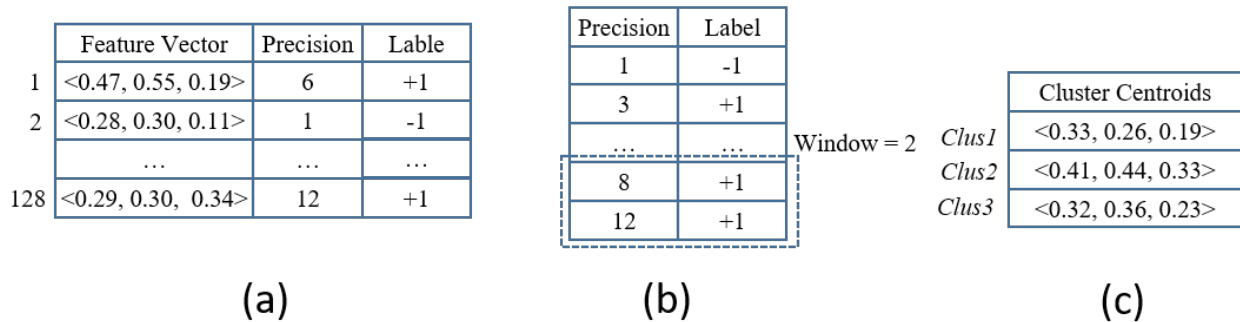 Feature Vector Precision Lable
1 <0.47, 0.55, 0.19> 6 +1
2 <0.28, 0.30, 0.11> 1 -1
… … …
128 <0.29, 0.30, 0.34> 12 +1
(a)
Precision Label
1 -1
3 +1
… …
8 +1
12 +1
Window = 2
(b)
Cluster Centroids
Clus1 <0.33, 0.26, 0.19>
Clus2 <0.41, 0.44, 0.33>
Clus3 <0.32, 0.36, 0.23>
(c)